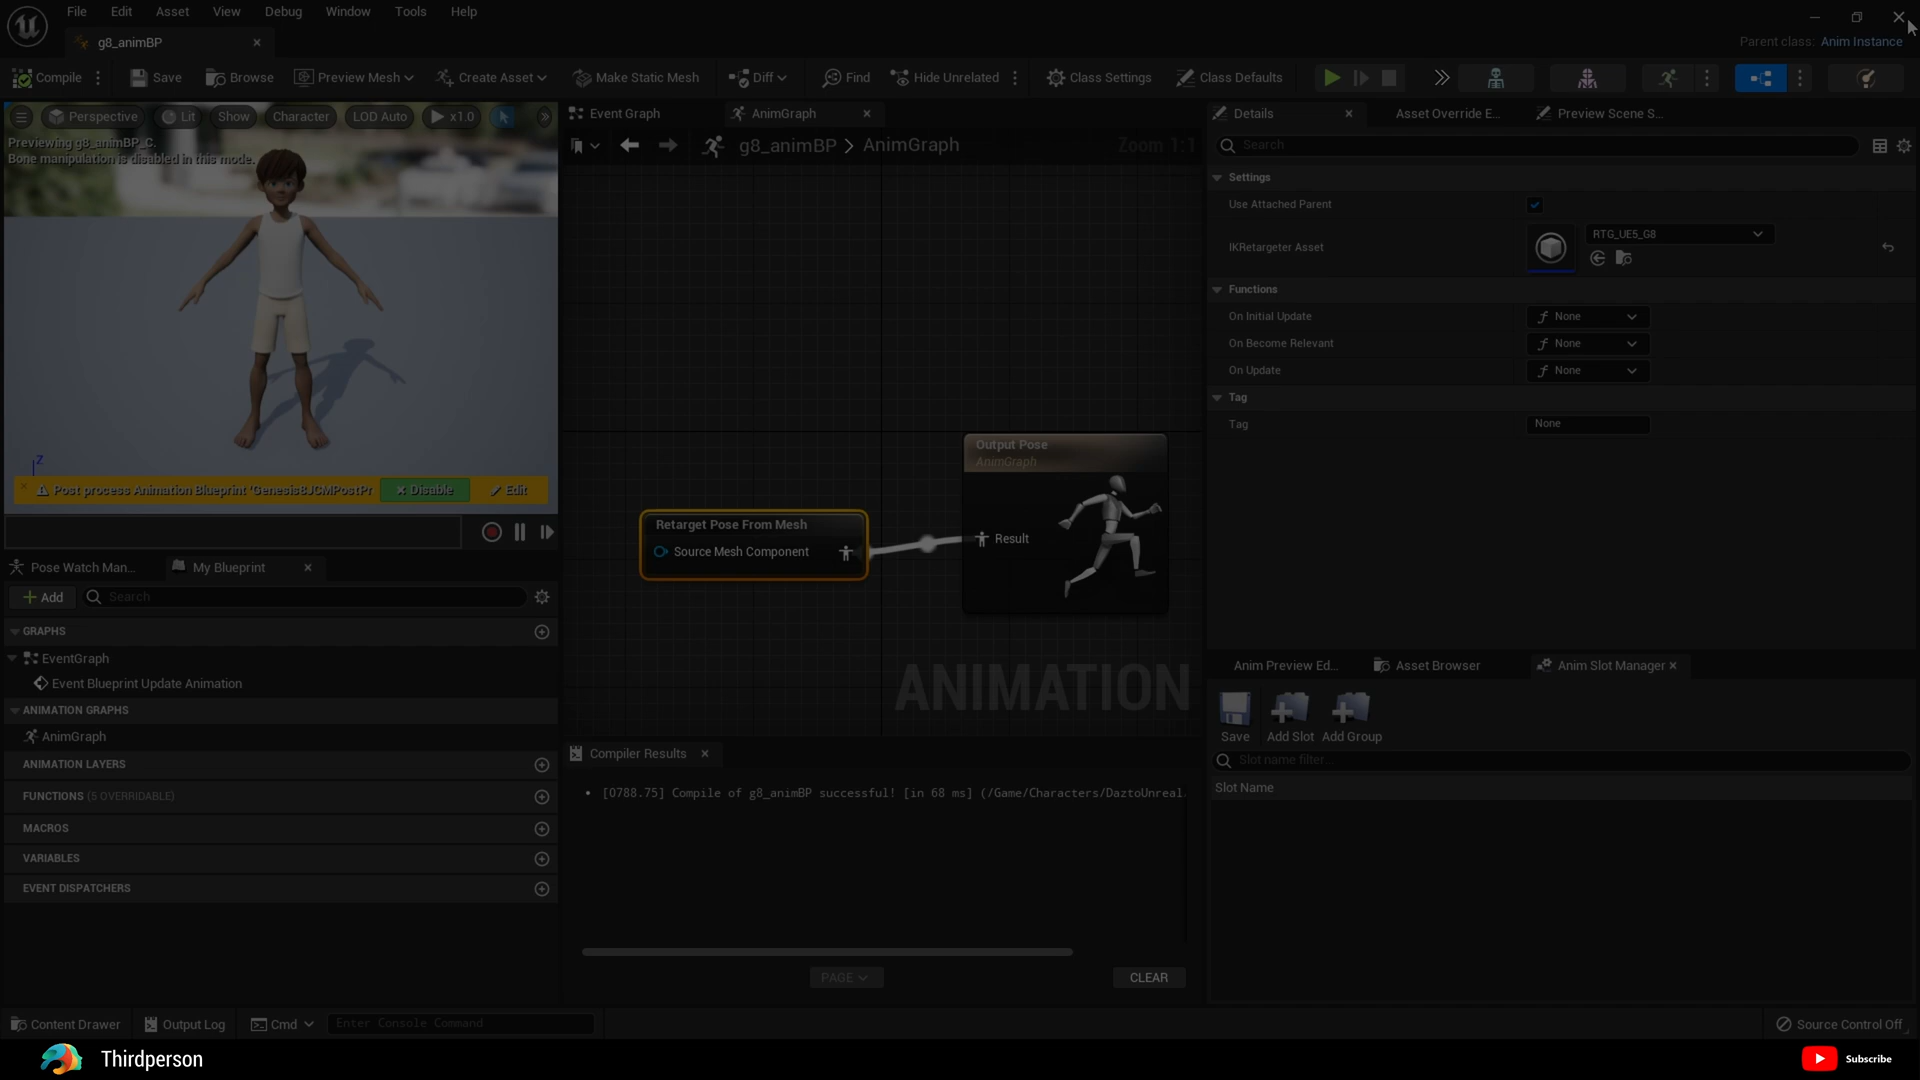 File Edit Asset View Debug Window Tools Help
g8_animBP
Parent class: Anim Instance
Compile Save Browse Preview Mesh Create Asset Make Static Mesh Diff Find Hide Unrelated Class Settings Class Defaults
Perspective Lit Show Character LOD Auto x1.0
Previewing g8_animBP_C.
Bone manipulation is disabled in this mode.
Z
Post process Animation Blueprint 'Genesis8JCMPostPr Disable Edit
Pose Watch Man... My Blueprint
Add Search
GRAPHS
EventGraph
Event Blueprint Update Animation
ANIMATION GRAPHS
AnimGraph
ANIMATION LAYERS
FUNCTIONS (5 OVERRIDABLE)
MACROS
VARIABLES
EVENT DISPATCHERS
Event Graph AnimGraph
g8_animBP > AnimGraph Zoom 1:1
Output Pose
AnimGraph
Result
Retarget Pose From Mesh
Source Mesh Component
ANIMATION
Compiler Results
• [0788.75] Compile of g8_animBP successful! [in 68 ms] (/Game/Characters/DaztoUnreal
PAGE CLEAR
Details Asset Override E... Preview Scene S...
Search
Settings
Use Attached Parent
IKRetargeter Asset RTG_UE5_G8
Functions
On Initial Update None
On Become Relevant None
On Update None
Tag
Tag None
Anim Preview Ed... Asset Browser Anim Slot Manager
Save Add Slot Add Group
Slot name filter...
Slot Name
Content Drawer Output Log Cmd Enter Console Command Source Control Off
Thirdperson Subscribe